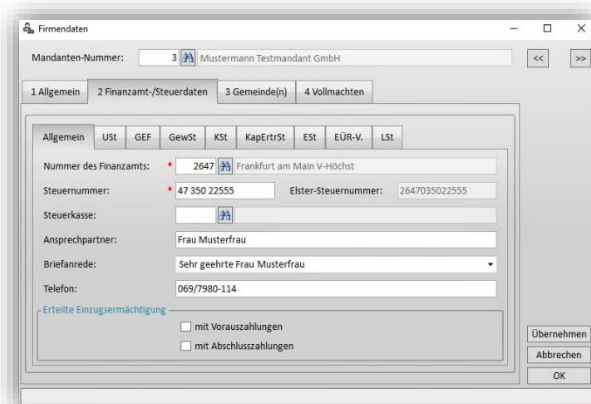 Firmendaten
Mandanten-Nummer: 3 Mustermann Testmandant GmbH << >>
1 Allgemein 2 Finanzamt-/Steuerdaten 3 Gemeinde(n) 4 Vollmachten
Allgemein USt GEF GewSt KSt KapErtrSt ESt EÜR-V. LSt
Nummer des Finanzamts: * 2647 Frankfurt am Main V-Höchst
Steuernummer: * 47 350 22555 Elster-Steuernummer: 2647035022555
Steuerkasse:
Ansprechpartner: Frau Musterfrau
Briefanrede: Sehr geehrte Frau Musterfrau
Telefon: 069/7980-114
Erteilte Einzugsermächtigung
mit Vorauszahlungen
mit Abschlusszahlungen
Übernehmen
Abbrechen
OK